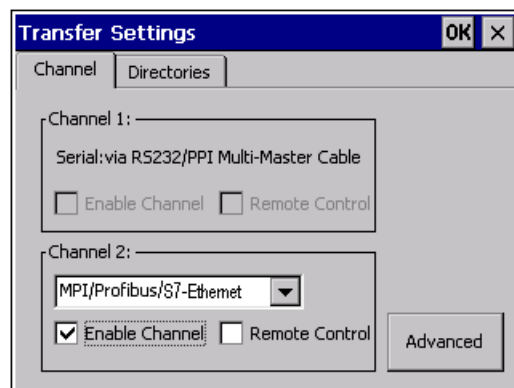 Transfer Settings OK ×
Channel Directories
Channel 1:
Serial:via RS232/PPI Multi-Master Cable
Enable Channel Remote Control
Channel 2:
MPI/Profibus/S7-Ethernet
Enable Channel Remote Control
Advanced